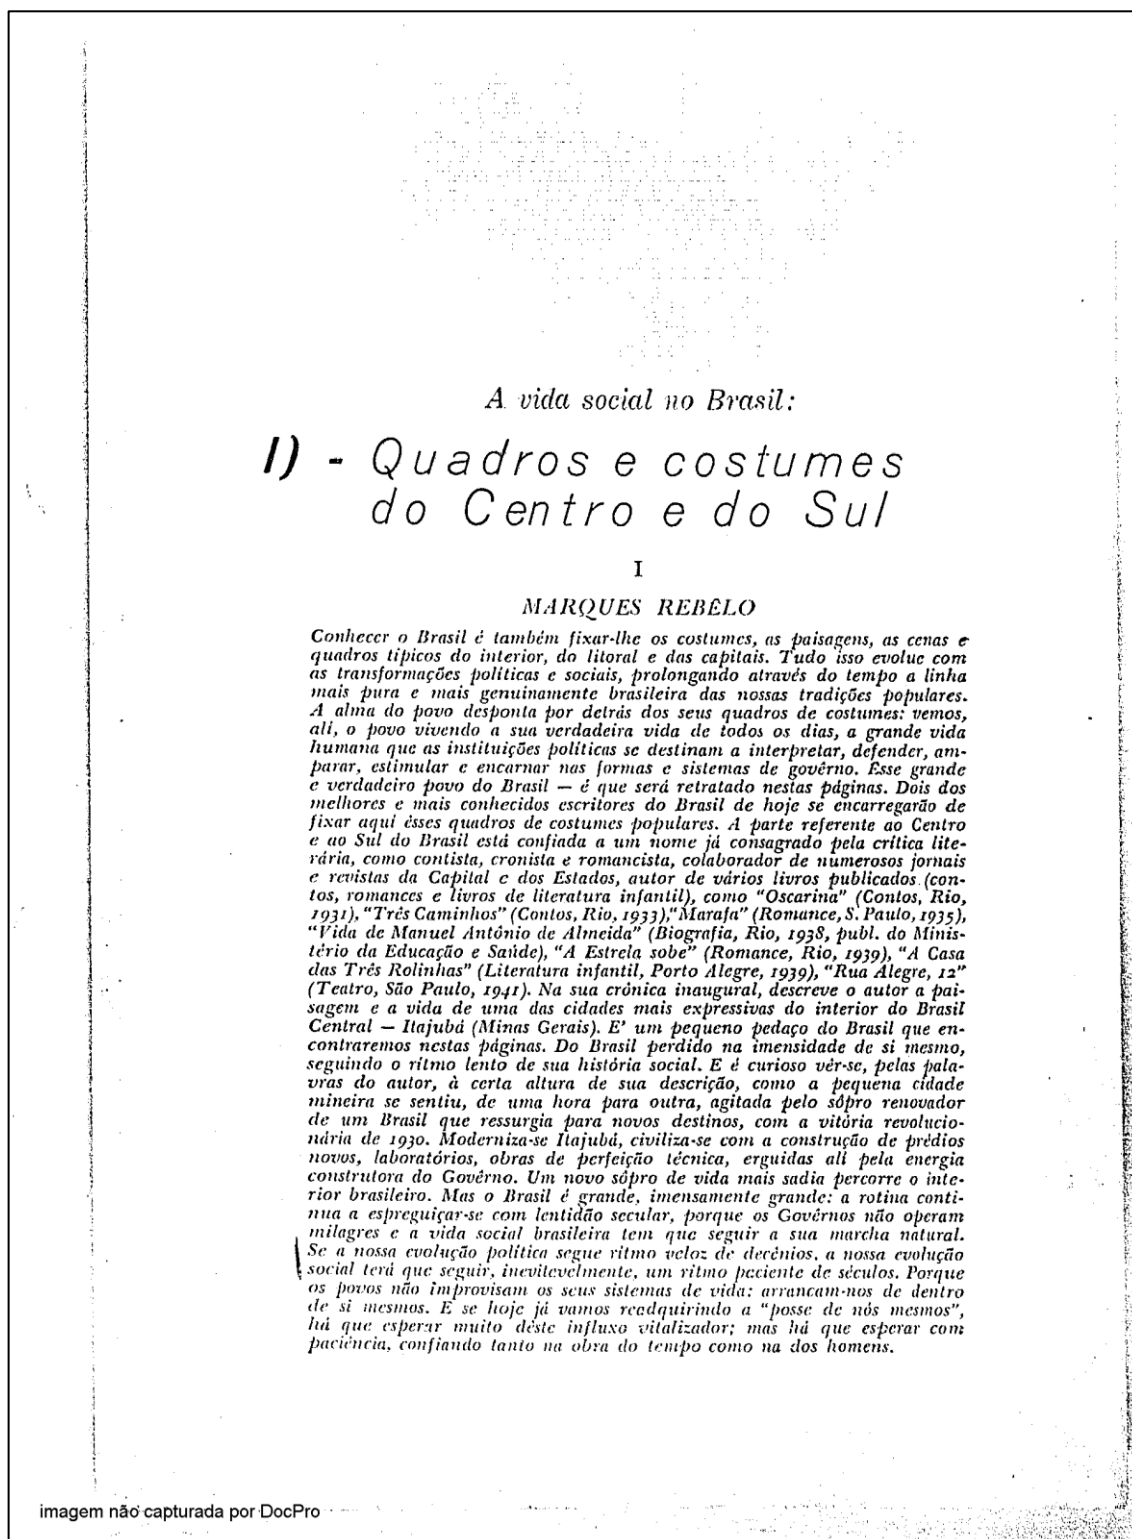 A vida social no Brasil:
I) - Quadros e costumes
do Centro e do Sul
I
MARQUES REBÊLO
Conhecer o Brasil é também fixar-lhe os costumes, as paisagens, as cenas e
quadros típicos do interior, do litoral e das capitais. Tudo isso evolue com
as transformações políticas e sociais, prolongando através do tempo a linha
mais pura e mais genuinamente brasileira das nossas tradições populares.
A alma do povo desponta por detrás dos seus quadros de costumes: vemos,
ali, o povo vivendo a sua verdadeira vida de todos os dias, a grande vida
humana que as instituições políticas se destinam a interpretar, defender, am-
parar, estimular e encarnar nas formas e sistemas de govêrno. Esse grande
e verdadeiro povo do Brasil — é que será retratado nestas páginas. Dois dos
melhores e mais conhecidos escritores do Brasil de hoje se encarregarão de
fixar aqui êsses quadros de costumes populares. A parte referente ao Centro
e ao Sul do Brasil está confiada a um nome já consagrado pela crítica lite-
rária, como contista, cronista e romancista, colaborador de numerosos jornais
e revistas da Capital e dos Estados, autor de vários livros publicados (con-
tos, romances e livros de literatura infantil), como "Oscarina" (Contos, Rio,
1931), "Três Caminhos" (Contos, Rio, 1933),"Marafa" (Romance, S. Paulo, 1935),
"Vida de Manuel Antônio de Almeida" (Biografia, Rio, 1938, publ. do Minis-
tério da Educação e Saúde), "A Estrela sobe" (Romance, Rio, 1939), "A Casa
das Três Rolinhas" (Literatura infantil, Porto Alegre, 1939), "Rua Alegre, 12"
(Teatro, São Paulo, 1941). Na sua crônica inaugural, descreve o autor a pai-
sagem e a vida de uma das cidades mais expressivas do interior do Brasil
Central — Itajubá (Minas Gerais). E' um pequeno pedaço do Brasil que en-
contraremos nestas páginas. Do Brasil perdido na imensidade de si mesmo,
seguindo o ritmo lento de sua história social. E é curioso vêr-se, pelas pala-
vras do autor, à certa altura de sua descrição, como a pequena cidade
mineira se sentiu, de uma hora para outra, agitada pelo sôpro renovador
de um Brasil que ressurgia para novos destinos, com a vitória revolucio-
nária de 1930. Moderniza-se Itajubá, civiliza-se com a construção de prédios
novos, laboratórios, obras de perfeição técnica, erguidas ali pela energia
construtora do Govêrno. Um novo sôpro de vida mais sadia percorre o inte-
rior brasileiro. Mas o Brasil é grande, imensamente grande: a rotina conti-
nua a espreguiçar-se com lentidão secular, porque os Govêrnos não operam
milagres e a vida social brasileira tem que seguir a sua marcha natural.
Se a nossa evolução política segue ritmo veloz de decênios, a nossa evolução
social terá que seguir, inevitevelmente, um ritmo paciente de séculos. Porque
os povos não improvisam os seus sistemas de vida: arrancam-nos de dentro
de si mesmos. E se hoje já vamos readquirindo a "posse de nós mesmos",
há que esperar muito dêste influxo vitalizador; mas há que esperar com
paciência, confiando tanto na obra do tempo como na dos homens.
imagem não capturada por DocPro